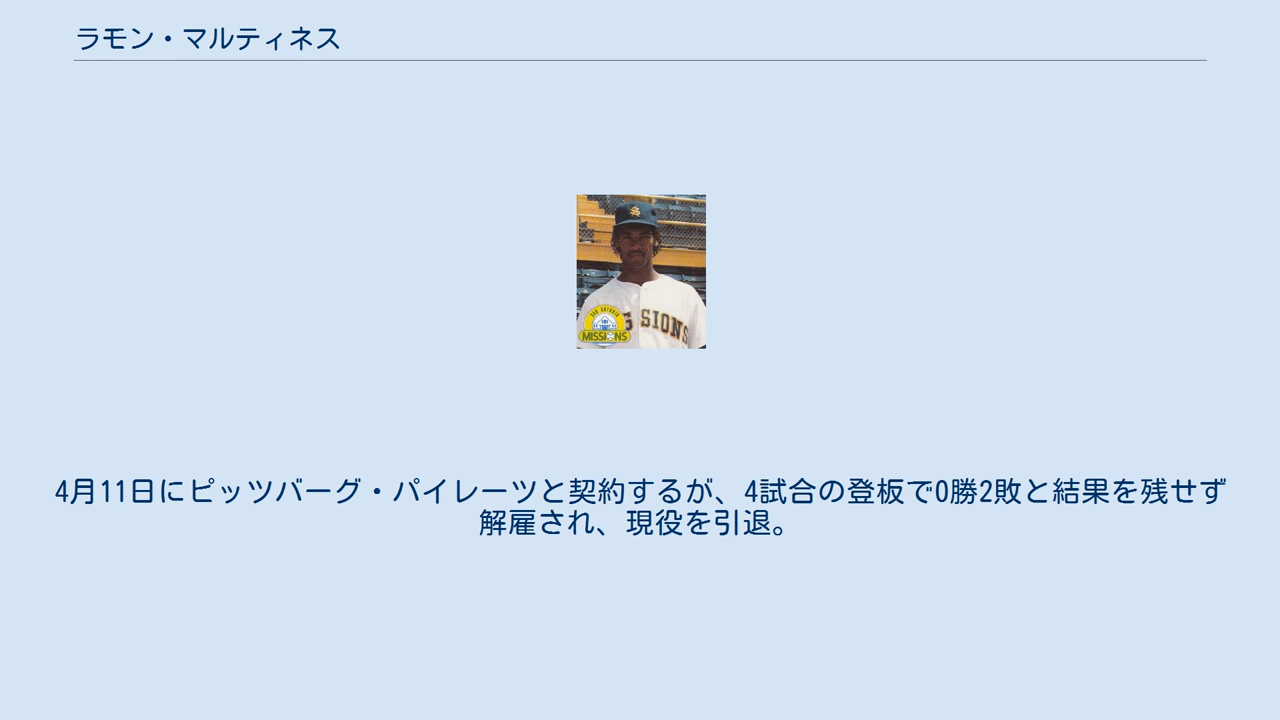 ラモン・マルティネス
S
SAN ANTONIO
MISSIONS
SIONS
4月11日にピッツバーグ・パイレーツと契約するが、4試合の登板で0勝2敗と結果を残せず
解雇され、現役を引退。